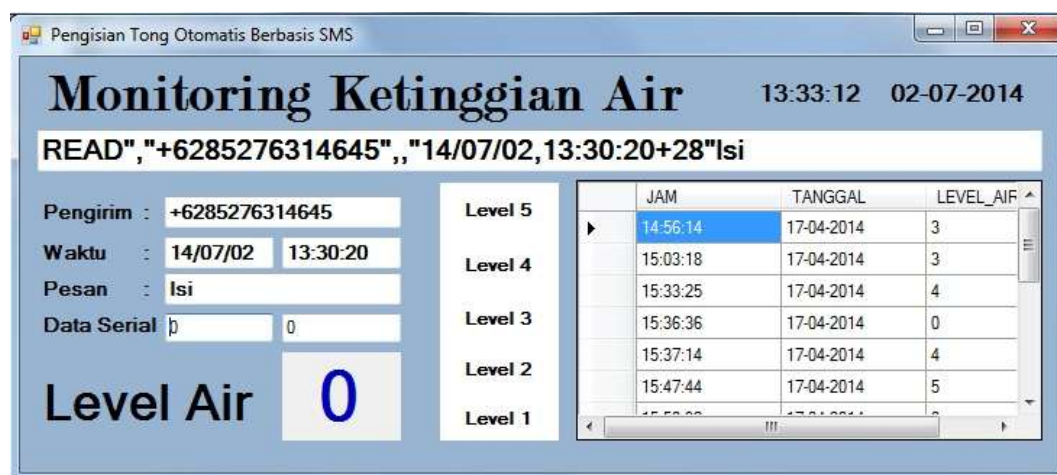 Pengisian Tong Otomatis Berbasis SMS
Monitoring Ketinggian Air
13:33:12 02-07-2014
READ","+6285276314645",,"14/07/02,13:30:20+28"Isi
Pengirim : +6285276314645
Waktu : 14/07/02 13:30:20
Pesan : Isi
Data Serial 0 0
Level Air 0
Level 5
Level 4
Level 3
Level 2
Level 1
JAM TANGGAL LEVEL_AIR
14:56:14 17-04-2014 3
15:03:18 17-04-2014 3
15:33:25 17-04-2014 4
15:36:36 17-04-2014 0
15:37:14 17-04-2014 4
15:47:44 17-04-2014 5